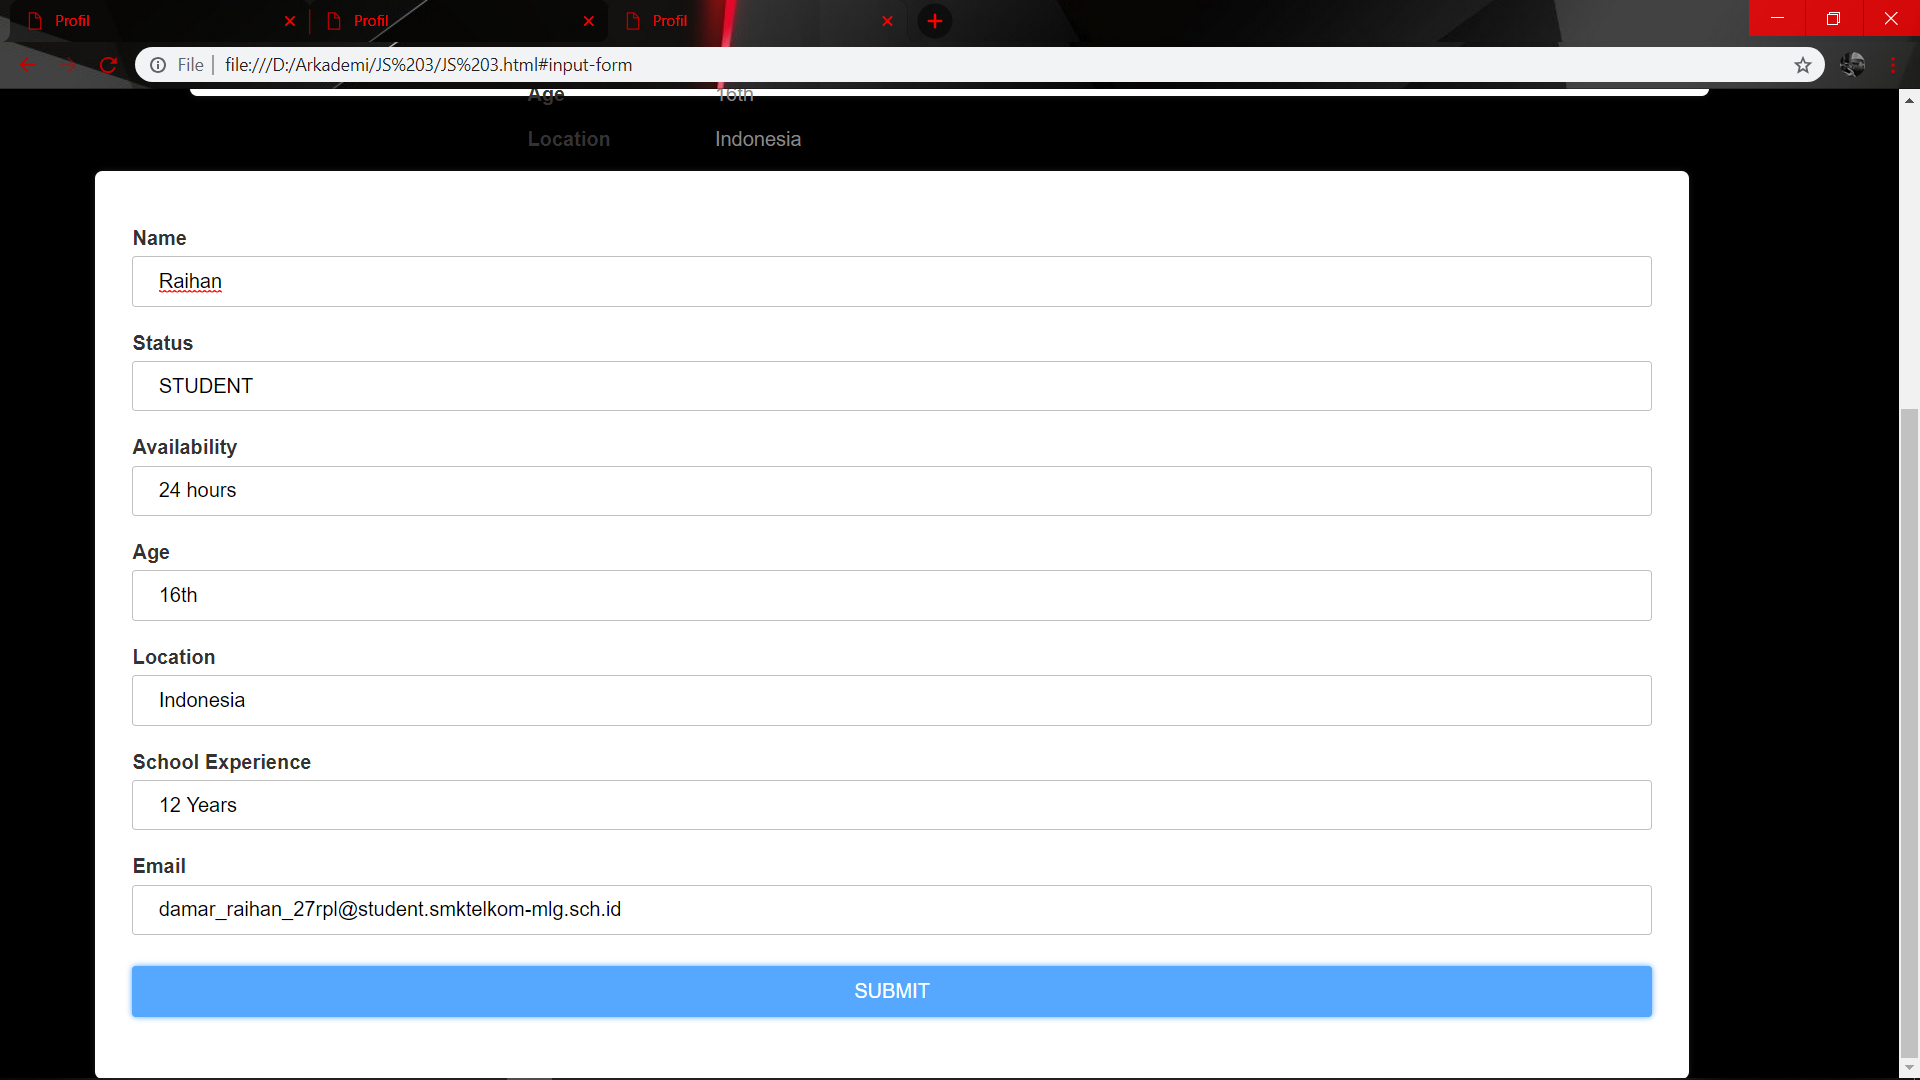 Profil
Profil
Profil
File
file:///D:/Arkademi/JS%203/JS%203.html#input-form
Age 16th
Location Indonesia
Name
Raihan
Status
STUDENT
Availability
24 hours
Age
16th
Location
Indonesia
School Experience
12 Years
Email
damar_raihan_27rpl@student.smktelkom-mlg.sch.id
SUBMIT